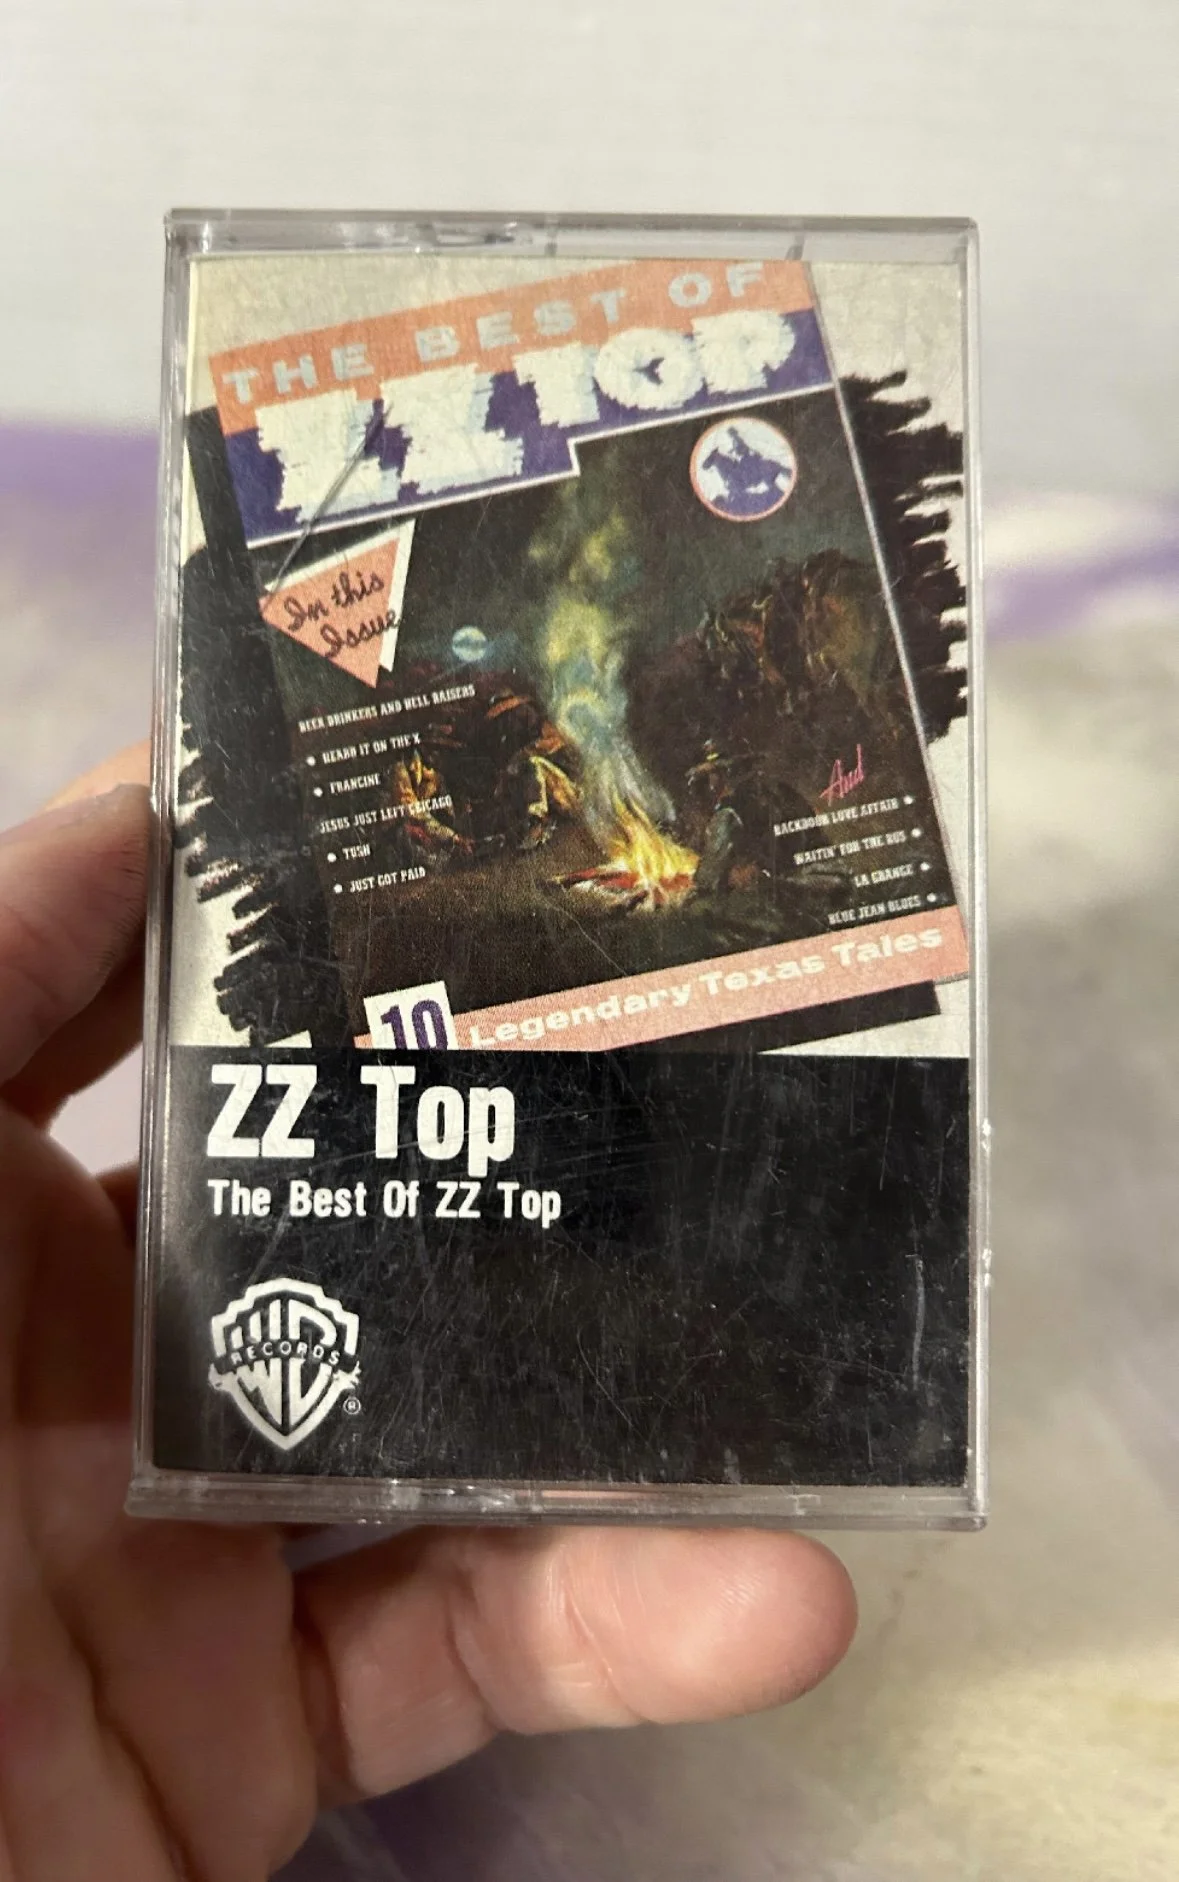 THE BEST OF
ZZ TOP
In this
Issue
BEER DRINKERS AND HELL RAISERS
• HEARD IT ON THE X
• FRANCINE
JESUS JUST LEFT CHICAGO
• TUSH
• JUST GOT PAID
And
BACKDOOR LOVE AFFAIR •
WAITIN' FOR THE BUS •
LA GRANGE •
BLUE JEAN BLUES •
10 Legendary Texas Tales
ZZ Top
The Best Of ZZ Top
WB
RECORDS
®